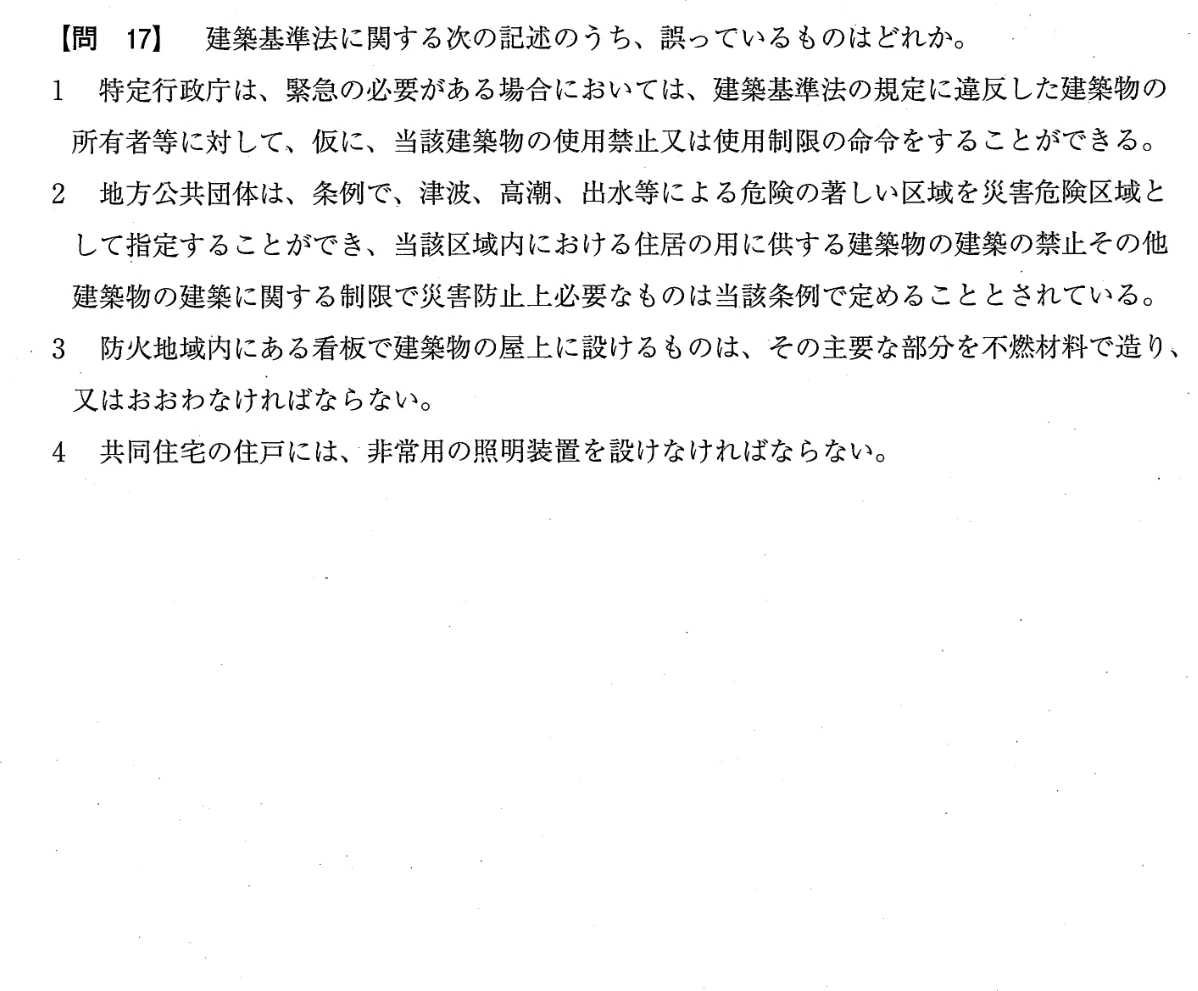 【問 17】 建築基準法に関する次の記述のうち、誤っているものはどれか。
1 特定行政庁は、緊急の必要がある場合においては、建築基準法の規定に違反した建築物の
所有者等に対して、仮に、当該建築物の使用禁止又は使用制限の命令をすることができる。
2 地方公共団体は、条例で、津波、高潮、出水等による危険の著しい区域を災害危険区域と
して指定することができ、当該区域内における住居の用に供する建築物の建築の禁止その他
建築物の建築に関する制限で災害防止上必要なものは当該条例で定めることとされている。
3 防火地域内にある看板で建築物の屋上に設けるものは、その主要な部分を不燃材料で造り、
又はおおわなければならない。
4 共同住宅の住戸には、非常用の照明装置を設けなければならない。